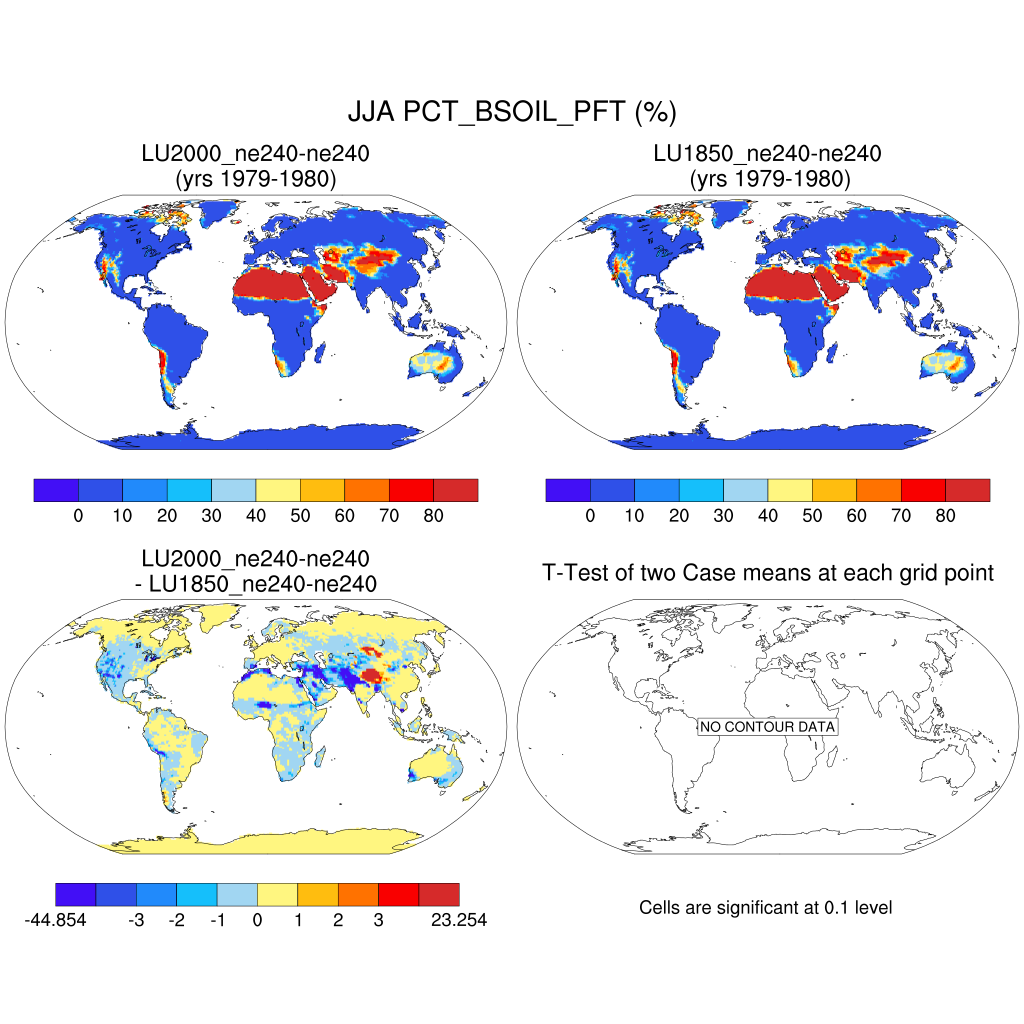 JJA PCT_BSOIL_PFT (%)
LU2000_ne240-ne240
(yrs 1979-1980)
LU1850_ne240-ne240
(yrs 1979-1980)
0 10 20 30 40 50 60 70 80
0 10 20 30 40 50 60 70 80
LU2000_ne240-ne240
- LU1850_ne240-ne240
T-Test of two Case means at each grid point
NO CONTOUR DATA
-44.854 -3 -2 -1 0 1 2 3 23.254
Cells are significant at 0.1 level